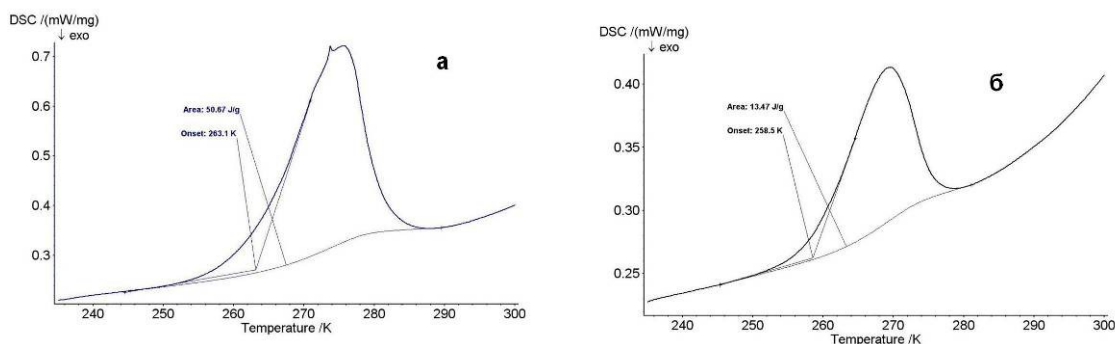 DSC /(mW/mg)
↓ exo
0.7
0.6
0.5
0.4
0.3
а
Area: 50.67 J/g
Onset: 263.1 K
240 250 260 270 280 290 300
Temperature /K
DSC /(mW/mg)
↓ exo
0.40
0.35
0.30
0.25
б
Area: 13.47 J/g
Onset: 258.5 K
240 250 260 270 280 290 300
Temperature /K